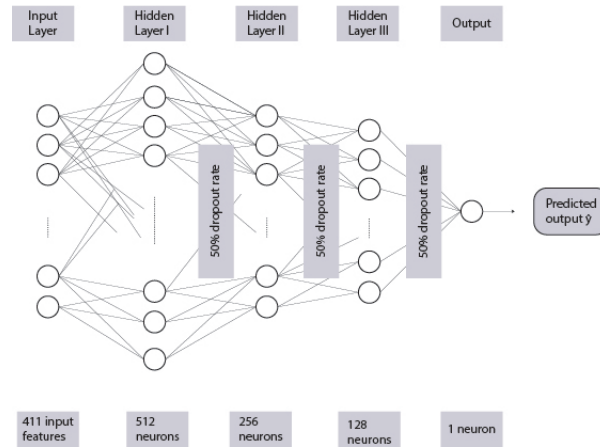 Input
Layer
Hidden
Layer I
Hidden
Layer II
Hidden
Layer III
Output
50% dropout rate
50% dropout rate
50% dropout rate
Predicted
output ŷ
411 input
features
512
neurons
256
neurons
128
neurons
1 neuron